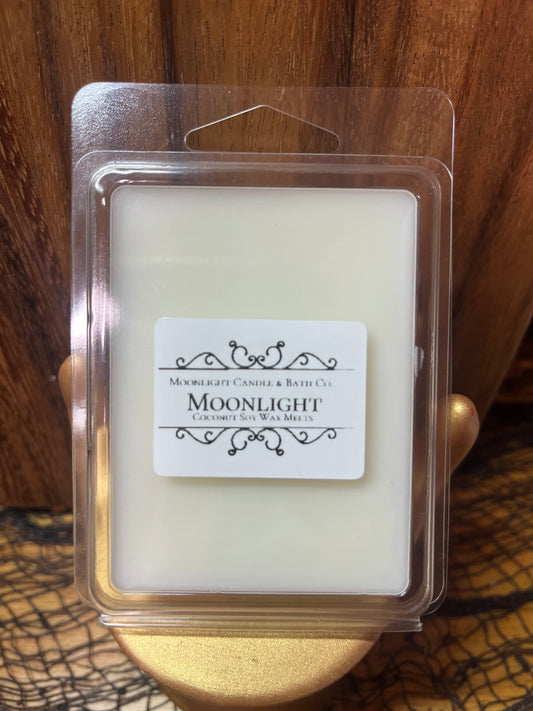 Moonlight Candle & Bath Co.
Moonlight
Coconut Soy Wax Melts